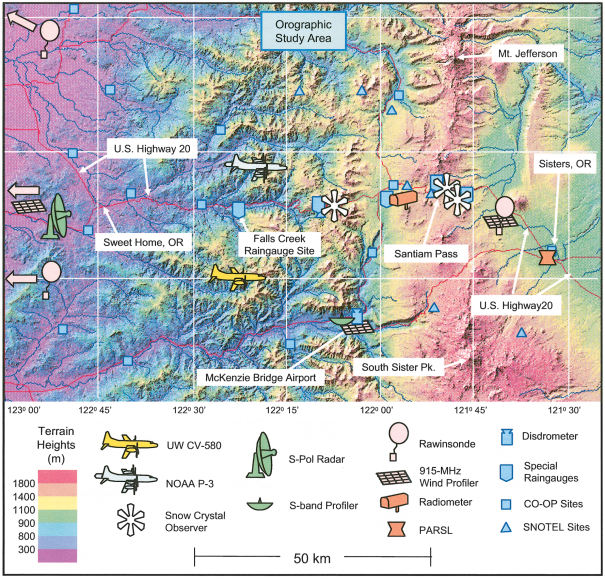 Orographic
Study Area
Mt. Jefferson
U.S. Highway 20
Sisters, OR
Sweet Home, OR
Falls Creek
Raingauge Site
Santiam Pass
U.S. Highway20
McKenzie Bridge Airport
South Sister Pk.
123° 00' 122° 45' 122° 30' 122° 15' 122° 00' 121° 45' 121° 30'
Terrain
Heights
(m)
1800
1400
1100
900
800
300
UW CV-580
NOAA P-3
Snow Crystal
Observer
S-Pol Radar
S-band Profiler
Rawinsonde
915-MHz
Wind Profiler
Radiometer
PARSL
Disdrometer
Special
Raingauges
CO-OP Sites
SNOTEL Sites
50 km